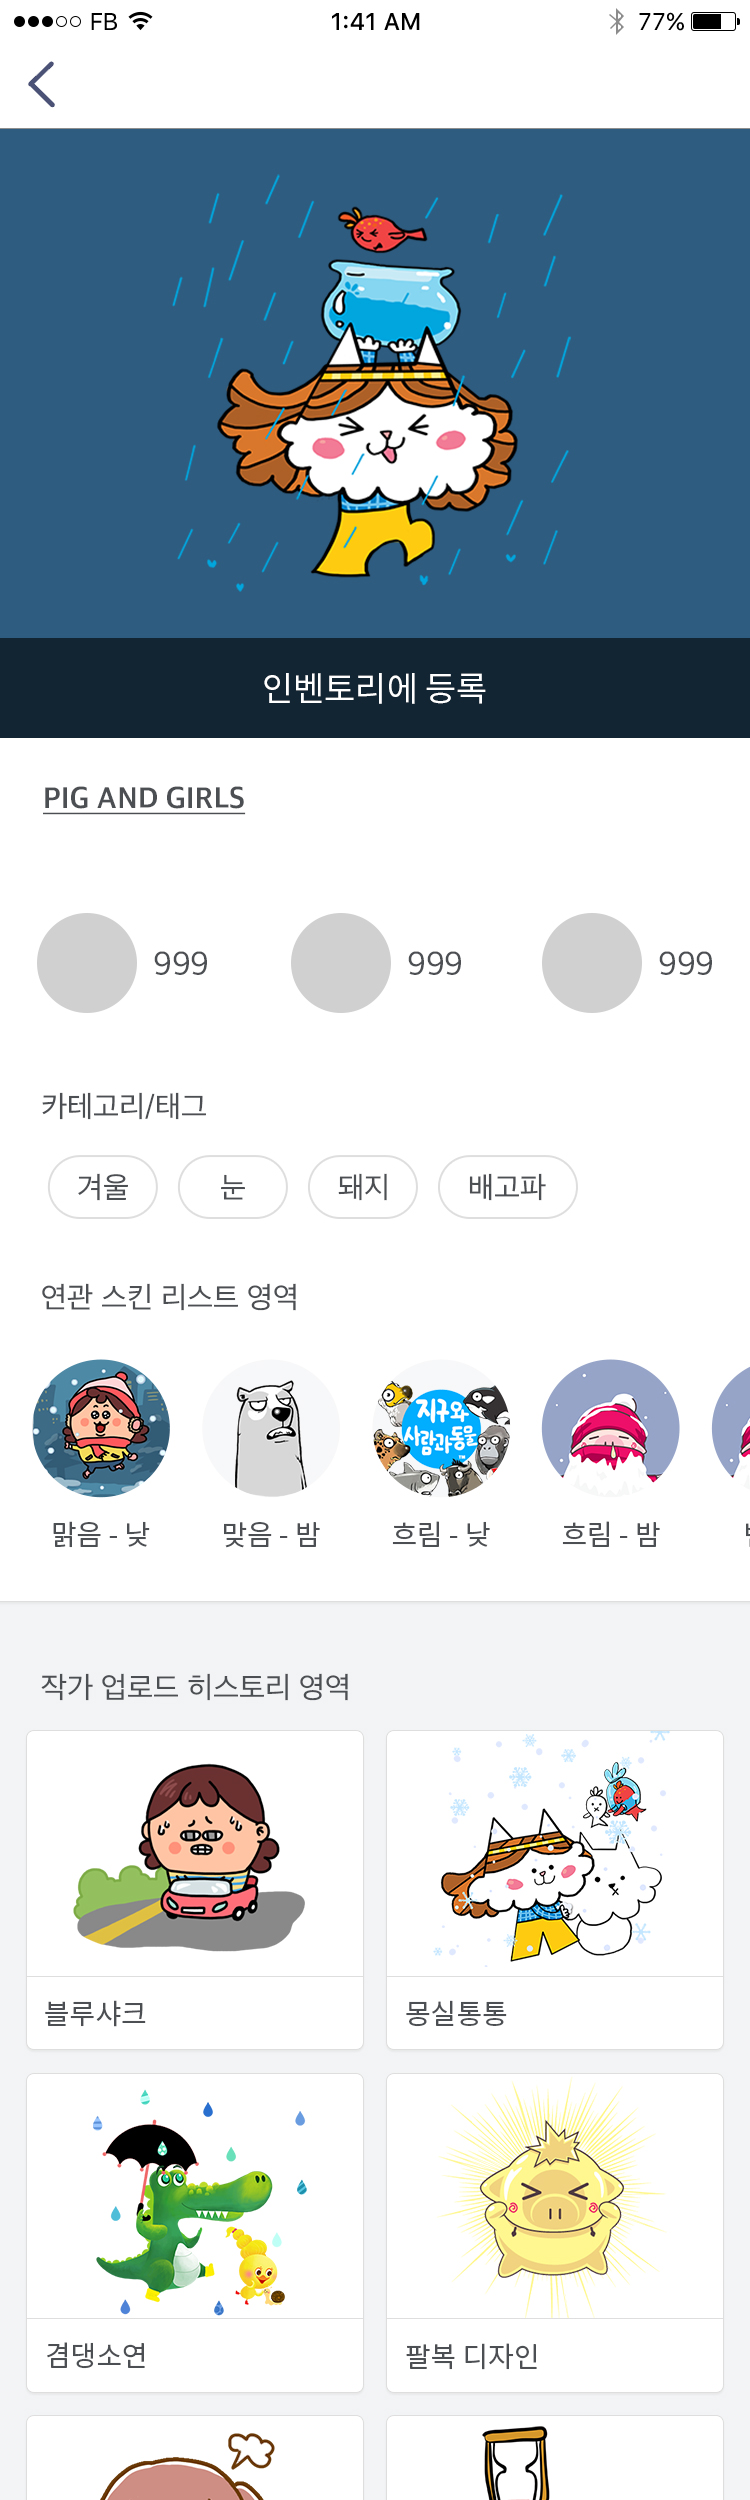 FB 1:41 AM 77%
인벤토리에 등록
PIG AND GIRLS
999 999 999
카테고리/태그
겨울 눈 돼지 배고파
연관 스킨 리스트 영역
지구와
사람과동물
맑음 - 낮 맞음 - 밤 흐림 - 낮 흐림 - 밤
작가 업로드 히스토리 영역
블루샤크 몽실통통
겸댕소연 팔복 디자인